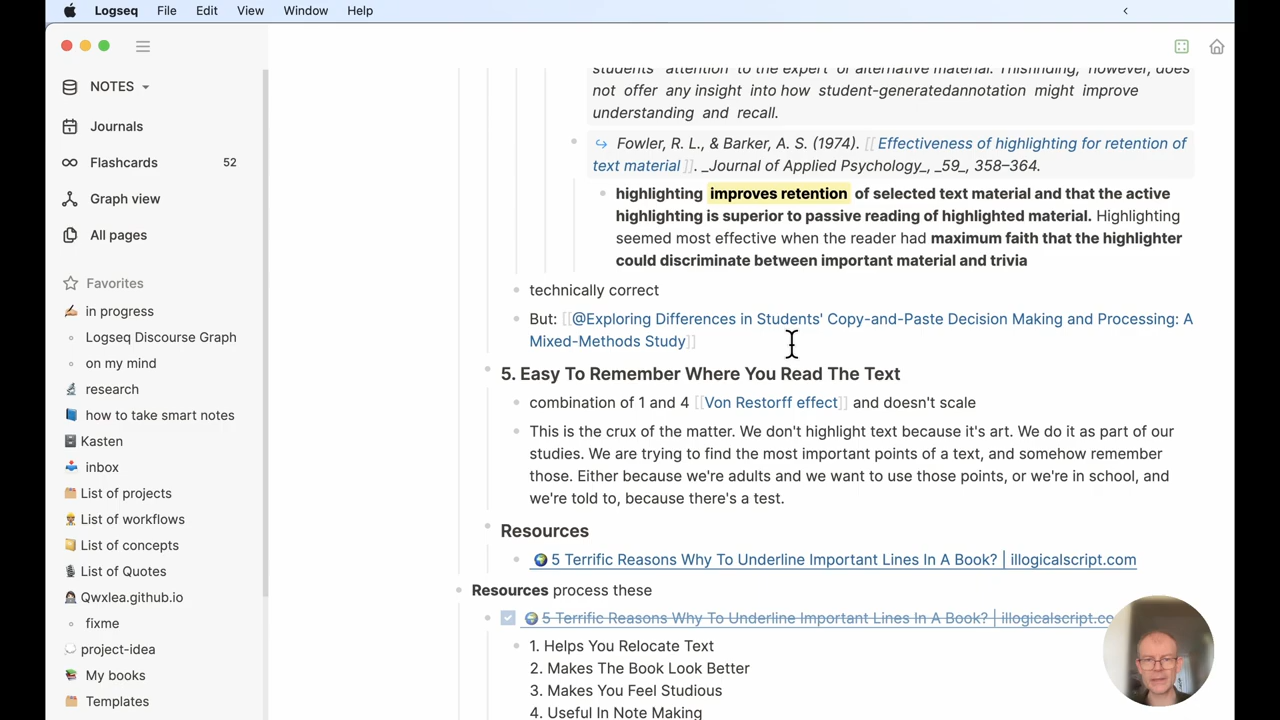 Logseq File Edit View Window Help
NOTES
Journals
Flashcards 52
Graph view
All pages
Favorites
in progress
Logseq Discourse Graph
on my mind
research
how to take smart notes
Kasten
inbox
List of projects
List of workflows
List of concepts
List of Quotes
Qwxlea.github.io
fixme
project-idea
My books
Templates
students attention to the expert or alternative material. Thisfinding, however, does
not offer any insight into how student-generatedannotation might improve
understanding and recall.
Fowler, R. L., & Barker, A. S. (1974). [[Effectiveness of highlighting for retention of
text material]]. _Journal of Applied Psychology_, _59_, 358–364.
highlighting improves retention of selected text material and that the active
highlighting is superior to passive reading of highlighted material. Highlighting
seemed most effective when the reader had maximum faith that the highlighter
could discriminate between important material and trivia
technically correct
But: [[@Exploring Differences in Students' Copy-and-Paste Decision Making and Processing: A
Mixed-Methods Study]]
5. Easy To Remember Where You Read The Text
combination of 1 and 4 [[Von Restorff effect]] and doesn't scale
This is the crux of the matter. We don't highlight text because it's art. We do it as part of our
studies. We are trying to find the most important points of a text, and somehow remember
those. Either because we're adults and we want to use those points, or we're in school, and
we're told to, because there's a test.
Resources
5 Terrific Reasons Why To Underline Important Lines In A Book? | illogicalscript.com
Resources process these
5 Terrific Reasons Why To Underline Important Lines In A Book? | illogicalscript.co
1. Helps You Relocate Text
2. Makes The Book Look Better
3. Makes You Feel Studious
4. Useful In Note Making